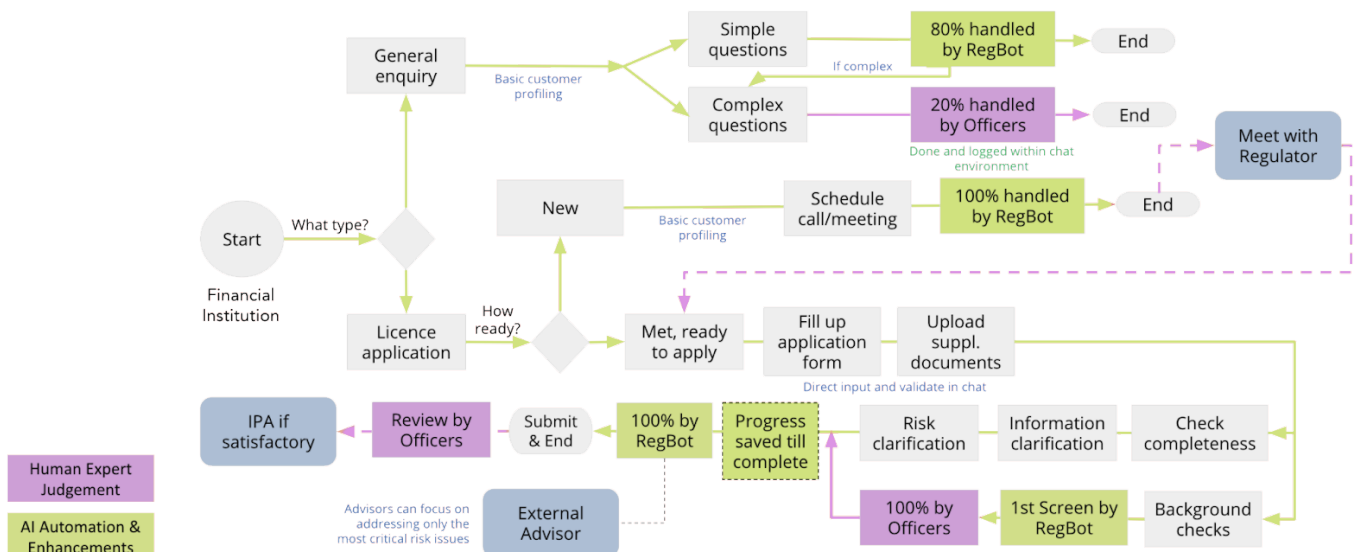 Simple
questions
80% handled
by RegBot
End
General
enquiry
Basic customer
profiling
If complex
Complex
questions
20% handled
by Officers
End
Done and logged within chat
environment
Meet with
Regulator
New
Basic customer
profiling
Schedule
call/meeting
100% handled
by RegBot
End
Start
What type?
Financial
Institution
Licence
application
How
ready?
Met, ready
to apply
Fill up
application
form
Upload
suppl.
documents
Direct input and validate in chat
IPA if
satisfactory
Review by
Officers
Submit
& End
100% by
RegBot
Progress
saved till
complete
Risk
clarification
Information
clarification
Check
completeness
Human Expert
Judgement
Advisors can focus on
addressing only the
most critical risk issues
External
Advisor
100% by
Officers
1st Screen by
RegBot
Background
checks
AI Automation &
Enhancements